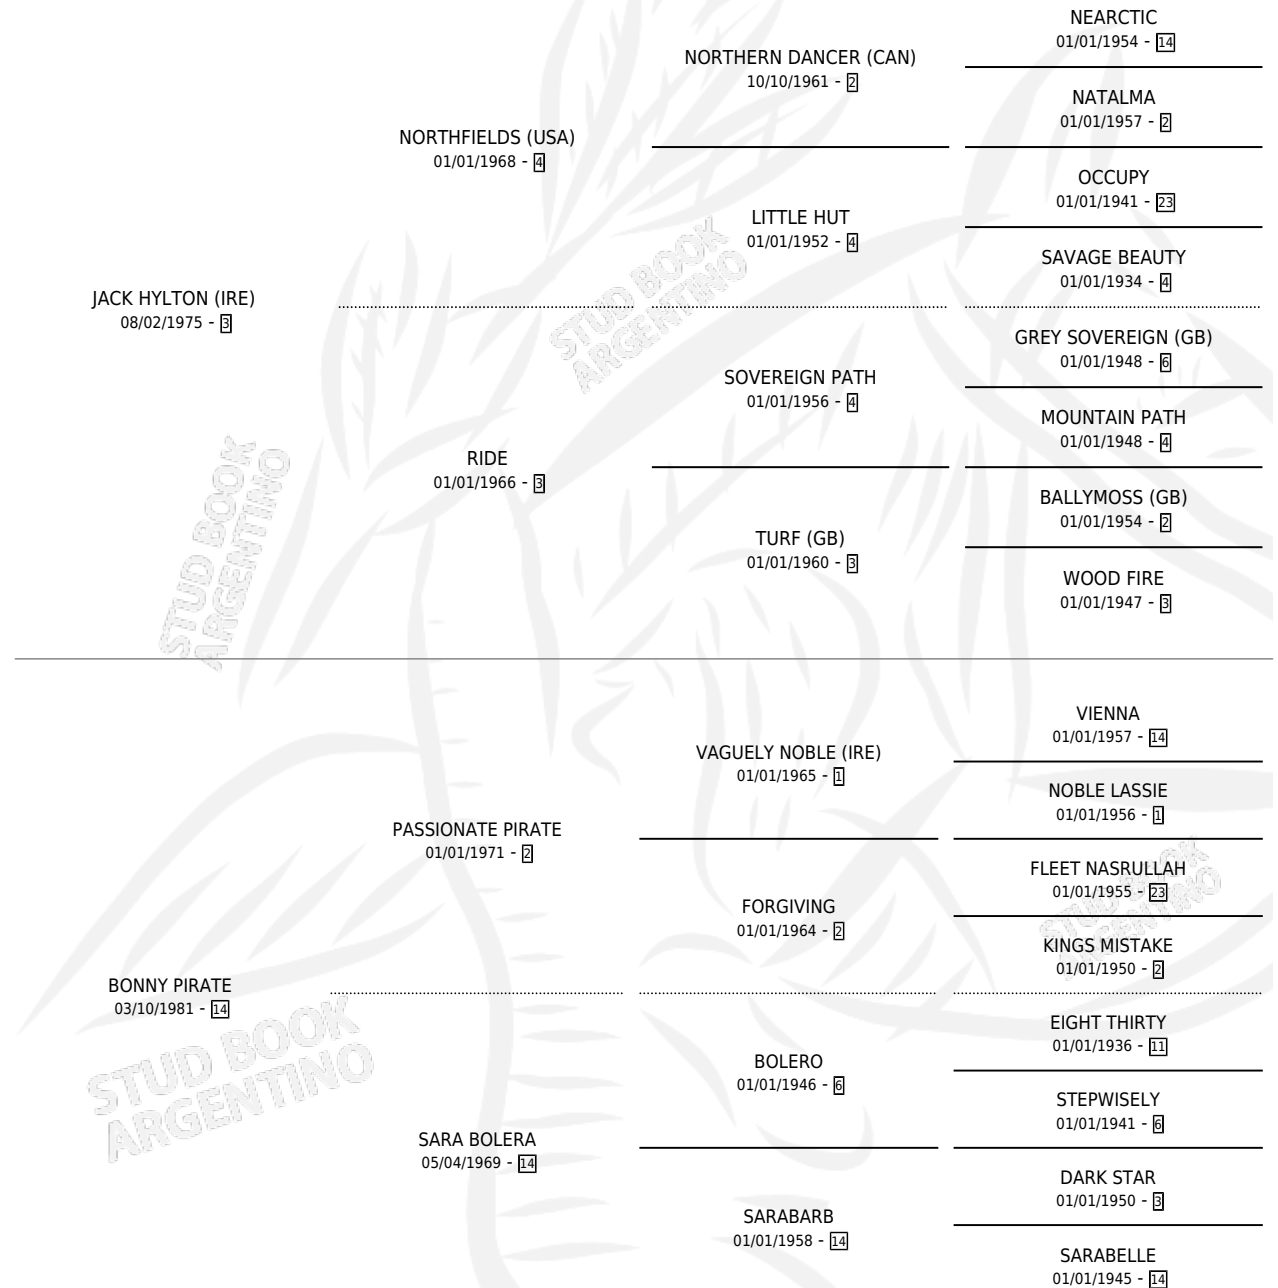 NEARCTIC
01/01/1954 - 14
NORTHERN DANCER (CAN)
10/10/1961 - 2
NATALMA
01/01/1957 - 2
NORTHFIELDS (USA)
01/01/1968 - 4
OCCUPY
01/01/1941 - 23
LITTLE HUT
01/01/1952 - 4
SAVAGE BEAUTY
01/01/1934 - 4
JACK HYLTON (IRE)
08/02/1975 - 3
GREY SOVEREIGN (GB)
01/01/1948 - 6
SOVEREIGN PATH
01/01/1956 - 4
MOUNTAIN PATH
01/01/1948 - 4
RIDE
01/01/1966 - 3
BALLYMOSS (GB)
01/01/1954 - 2
TURF (GB)
01/01/1960 - 3
WOOD FIRE
01/01/1947 - 3
VIENNA
01/01/1957 - 14
VAGUELY NOBLE (IRE)
01/01/1965 - 1
NOBLE LASSIE
01/01/1956 - 1
PASSIONATE PIRATE
01/01/1971 - 2
FLEET NASRULLAH
01/01/1955 - 23
FORGIVING
01/01/1964 - 2
KINGS MISTAKE
01/01/1950 - 2
BONNY PIRATE
03/10/1981 - 14
EIGHT THIRTY
01/01/1936 - 11
BOLERO
01/01/1946 - 6
STEPWISELY
01/01/1941 - 6
SARA BOLERA
05/04/1969 - 14
DARK STAR
01/01/1950 - 3
SARABARB
01/01/1958 - 14
SARABELLE
01/01/1945 - 14
STUD BOOK
ARGENTINO
STUD BOOK
ARGENTINO
STUD BOOK
ARGENTINO
STUD BOOK
ARGENTINO